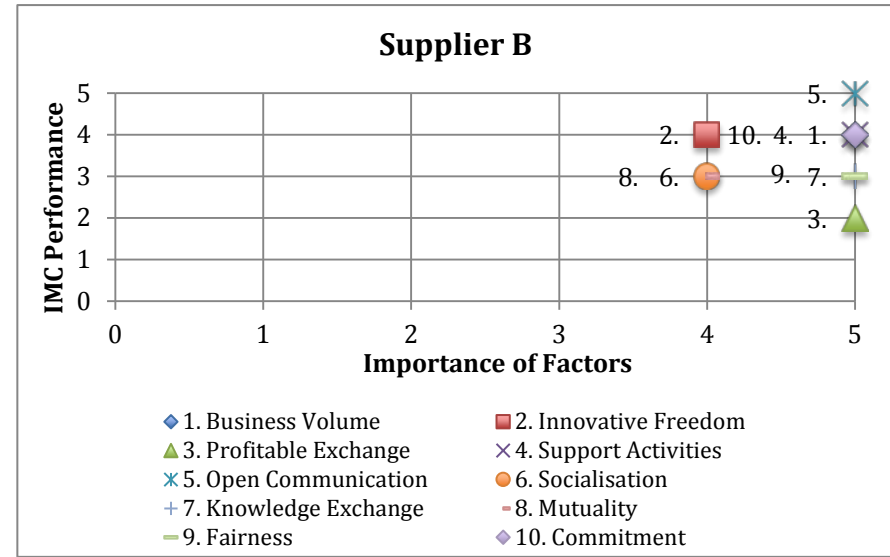 Supplier B
IMC Performance
5
4
3
2
1
0
5.
2. 10. 4. 1.
8. 6. 9. 7.
3.
0 1 2 3 4 5
Importance of Factors
1. Business Volume 2. Innovative Freedom
3. Profitable Exchange 4. Support Activities
5. Open Communication 6. Socialisation
7. Knowledge Exchange 8. Mutuality
9. Fairness 10. Commitment